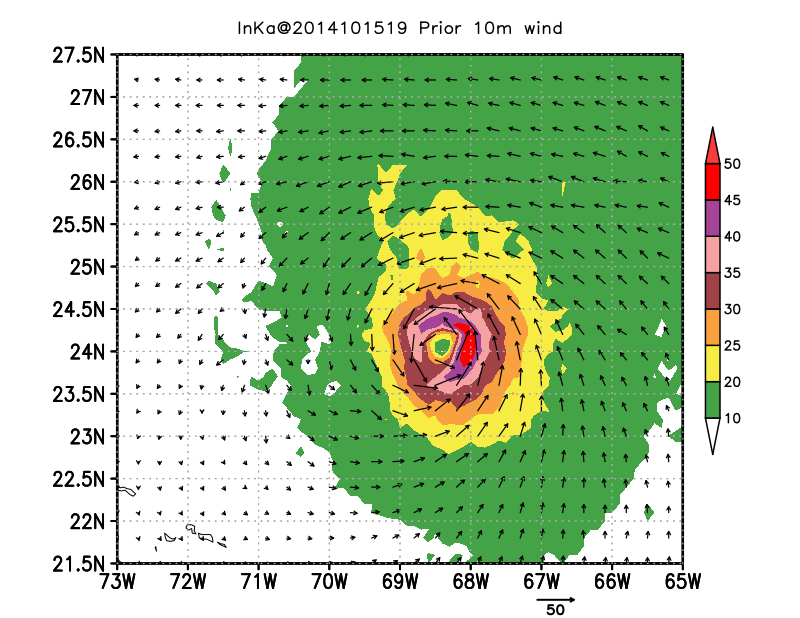 InKa@2014101519 Prior 10m wind
27.5N
27N
26.5N
26N
25.5N
25N
24.5N
24N
23.5N
23N
22.5N
22N
21.5N
73W 72W 71W 70W 69W 68W 67W 66W 65W
50
45
40
35
30
25
20
10
50